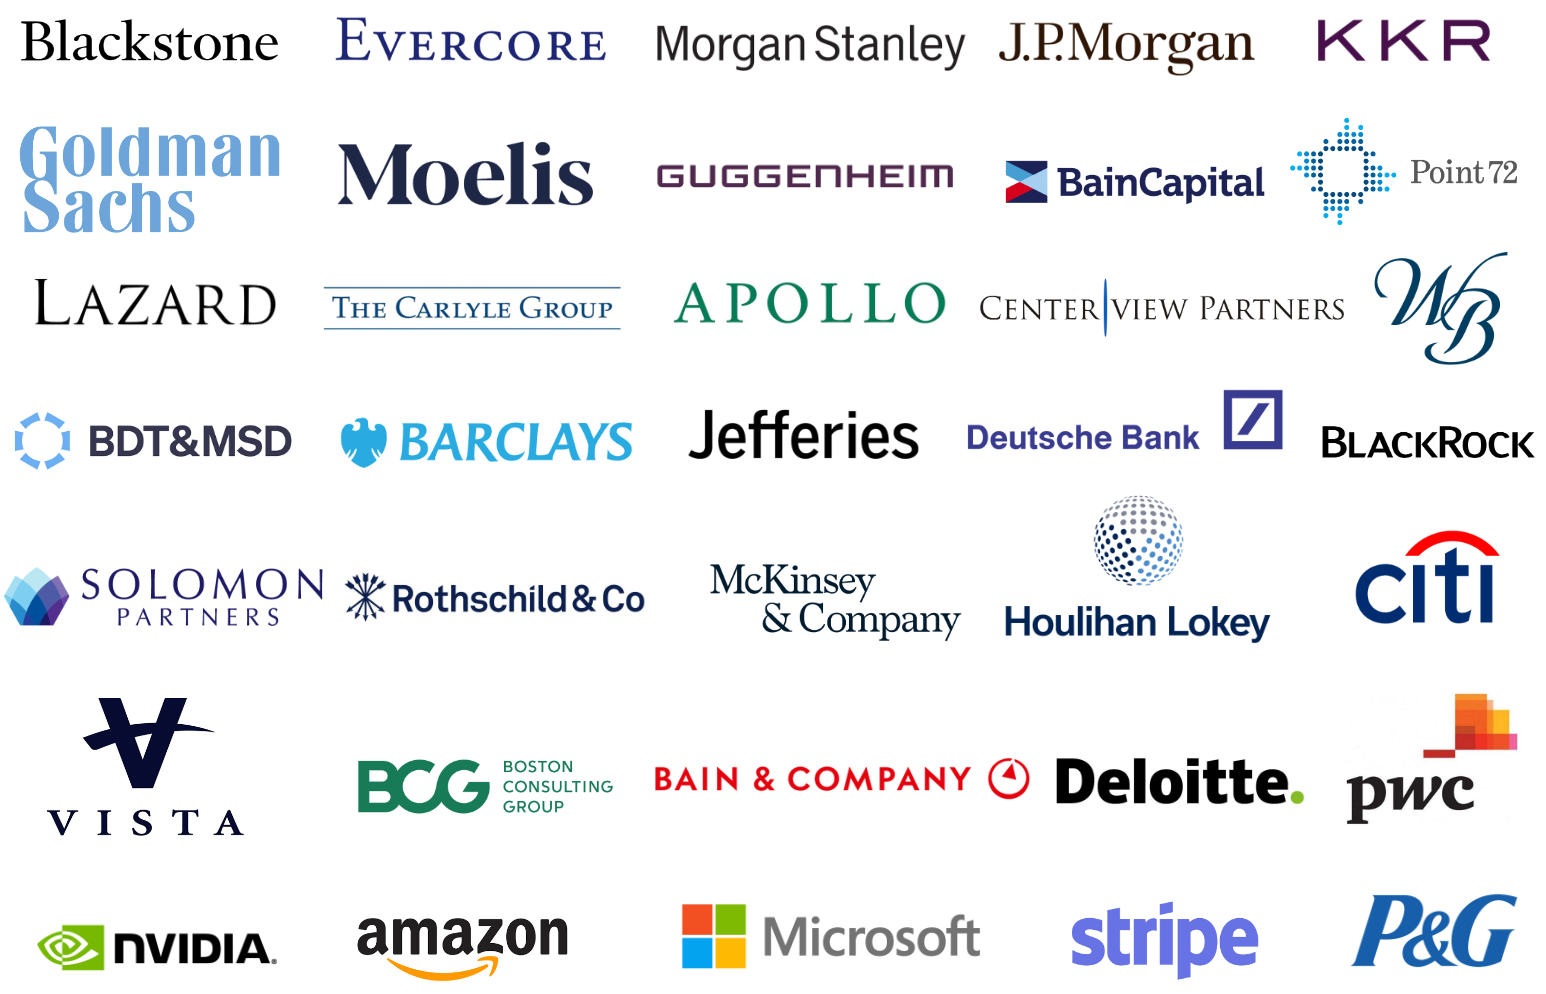 Blackstone
EVERCORE
Morgan Stanley
J.P.Morgan
KKR
Goldman
Sachs
Moelis
GUGGENHEIM
BainCapital
Point72
LAZARD
THE CARLYLE GROUP
APOLLO
CENTERVIEW PARTNERS
WB
BDT&MSD
BARCLAYS
Jefferies
Deutsche Bank
BLACKROCK
SOLOMON
PARTNERS
Rothschild & Co
McKinsey
& Company
Houlihan Lokey
citi
VISTA
BCG
BOSTON
CONSULTING
GROUP
BAIN & COMPANY
Deloitte.
pwc
NVIDIA.
amazon
Microsoft
stripe
P&G